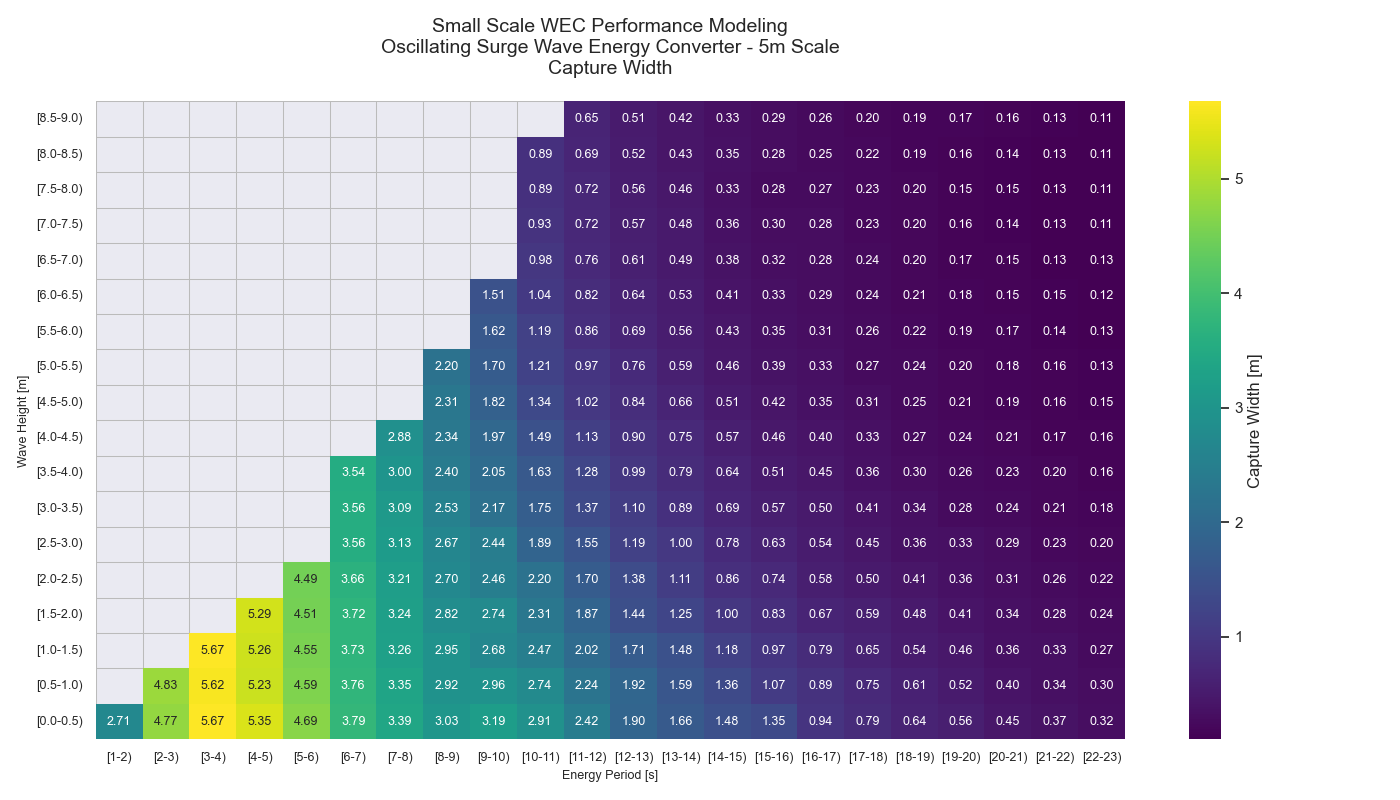 Small Scale WEC Performance Modeling
Oscillating Surge Wave Energy Converter - 5m Scale
Capture Width
[8.5-9.0) 0.65 0.51 0.42 0.33 0.29 0.26 0.20 0.19 0.17 0.16 0.13 0.11
[8.0-8.5) 0.89 0.69 0.52 0.43 0.35 0.28 0.25 0.22 0.19 0.16 0.14 0.13 0.11
[7.5-8.0) 0.89 0.72 0.56 0.46 0.33 0.28 0.27 0.23 0.20 0.15 0.15 0.13 0.11
[7.0-7.5) 0.93 0.72 0.57 0.48 0.36 0.30 0.28 0.23 0.20 0.16 0.14 0.13 0.11
[6.5-7.0) 0.98 0.76 0.61 0.49 0.38 0.32 0.28 0.24 0.20 0.17 0.15 0.13 0.13
[6.0-6.5) 1.51 1.04 0.82 0.64 0.53 0.41 0.33 0.29 0.24 0.21 0.18 0.15 0.15 0.12
[5.5-6.0) 1.62 1.19 0.86 0.69 0.56 0.43 0.35 0.31 0.26 0.22 0.19 0.17 0.14 0.13
[5.0-5.5) 2.20 1.70 1.21 0.97 0.76 0.59 0.46 0.39 0.33 0.27 0.24 0.20 0.18 0.16 0.13
[4.5-5.0) 2.31 1.82 1.34 1.02 0.84 0.66 0.51 0.42 0.35 0.31 0.25 0.21 0.19 0.16 0.15
[4.0-4.5) 2.88 2.34 1.97 1.49 1.13 0.90 0.75 0.57 0.46 0.40 0.33 0.27 0.24 0.21 0.17 0.16
[3.5-4.0) 3.54 3.00 2.40 2.05 1.63 1.28 0.99 0.79 0.64 0.51 0.45 0.36 0.30 0.26 0.23 0.20 0.16
[3.0-3.5) 3.56 3.09 2.53 2.17 1.75 1.37 1.10 0.89 0.69 0.57 0.50 0.41 0.34 0.28 0.24 0.21 0.18
[2.5-3.0) 3.56 3.13 2.67 2.44 1.89 1.55 1.19 1.00 0.78 0.63 0.54 0.45 0.36 0.33 0.29 0.23 0.20
[2.0-2.5) 4.49 3.66 3.21 2.70 2.46 2.20 1.70 1.38 1.11 0.86 0.74 0.58 0.50 0.41 0.36 0.31 0.26 0.22
[1.5-2.0) 5.29 4.51 3.72 3.24 2.82 2.74 2.31 1.87 1.44 1.25 1.00 0.83 0.67 0.59 0.48 0.41 0.34 0.28 0.24
[1.0-1.5) 5.67 5.26 4.55 3.73 3.26 2.95 2.68 2.47 2.02 1.71 1.48 1.18 0.97 0.79 0.65 0.54 0.46 0.36 0.33 0.27
[0.5-1.0) 4.83 5.62 5.23 4.59 3.76 3.35 2.92 2.96 2.74 2.24 1.92 1.59 1.36 1.07 0.89 0.75 0.61 0.52 0.40 0.34 0.30
[0.0-0.5) 2.71 4.77 5.67 5.35 4.69 3.79 3.39 3.03 3.19 2.91 2.42 1.90 1.66 1.48 1.35 0.94 0.79 0.64 0.56 0.45 0.37 0.32
[1-2) [2-3) [3-4) [4-5) [5-6) [6-7) [7-8) [8-9) [9-10) [10-11) [11-12) [12-13) [13-14) [14-15) [15-16) [16-17) [17-18) [18-19) [19-20) [20-21) [21-22) [22-23)
Energy Period [s]
Wave Height [m]
5
4
3
2
1
Capture Width [m]